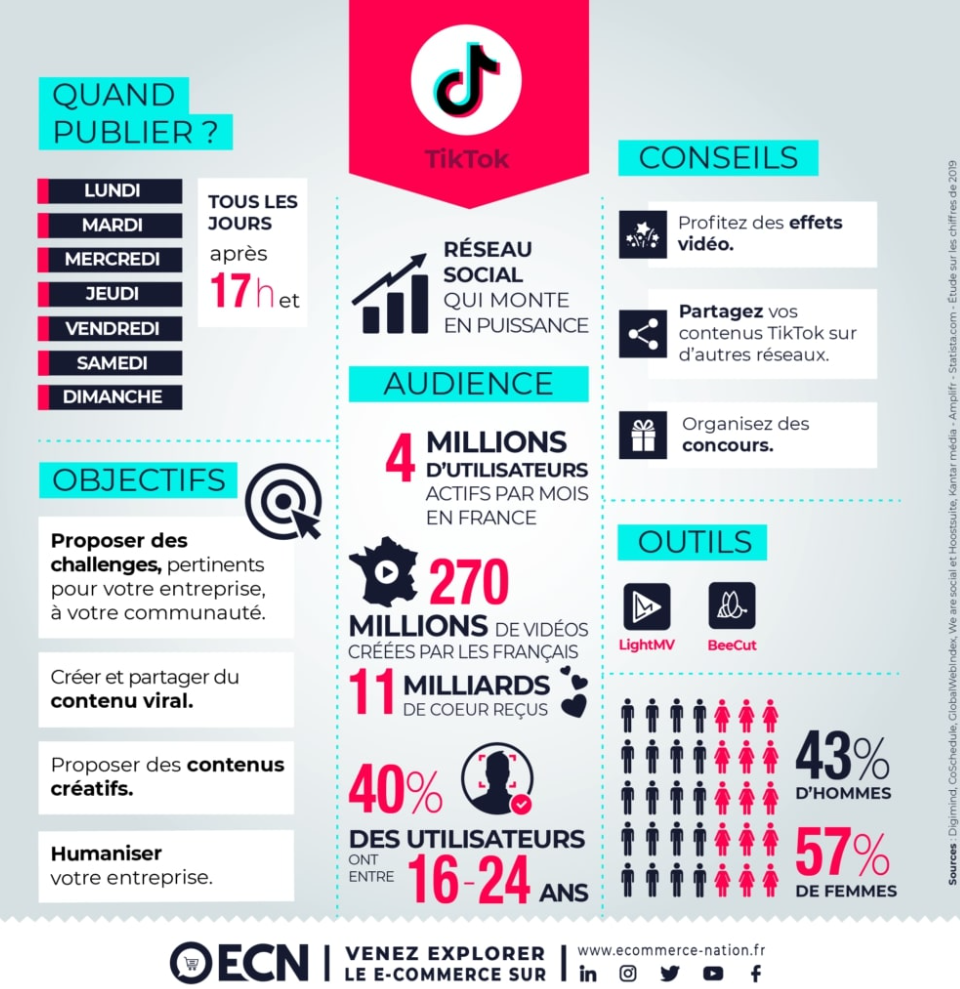 TikTok
QUAND
PUBLIER ?
LUNDI
MARDI
MERCREDI
JEUDI
VENDREDI
SAMEDI
DIMANCHE
TOUS LES
JOURS
après
17h et
OBJECTIFS
Proposer des
challenges, pertinents
pour votre entreprise,
à votre communauté.
Créer et partager du
contenu viral.
Proposer des contenus
créatifs.
Humaniser
votre entreprise.
RÉSEAU
SOCIAL
QUI MONTE
EN PUISSANCE
AUDIENCE
4 MILLIONS
D'UTILISATEURS
ACTIFS PAR MOIS
EN FRANCE
270
MILLIONS DE VIDÉOS
CRÉÉES PAR LES FRANÇAIS
11 MILLIARDS
DE COEUR REÇUS
40%
DES UTILISATEURS
ONT
ENTRE
16-24 ANS
CONSEILS
Profitez des effets
vidéo.
Partagez vos
contenus TikTok sur
d'autres réseaux.
Organisez des
concours.
OUTILS
LightMV
BeeCut
43%
D'HOMMES
57%
DE FEMMES
Sources : Digimind, CoSchedule, GlobalWebIndex, We are social et Hoostsuite, Kantar média - Amplifr - Statista.com - Étude sur les chiffres de 2019
ECN
VENEZ EXPLORER
LE E-COMMERCE SUR
www.ecommerce-nation.fr